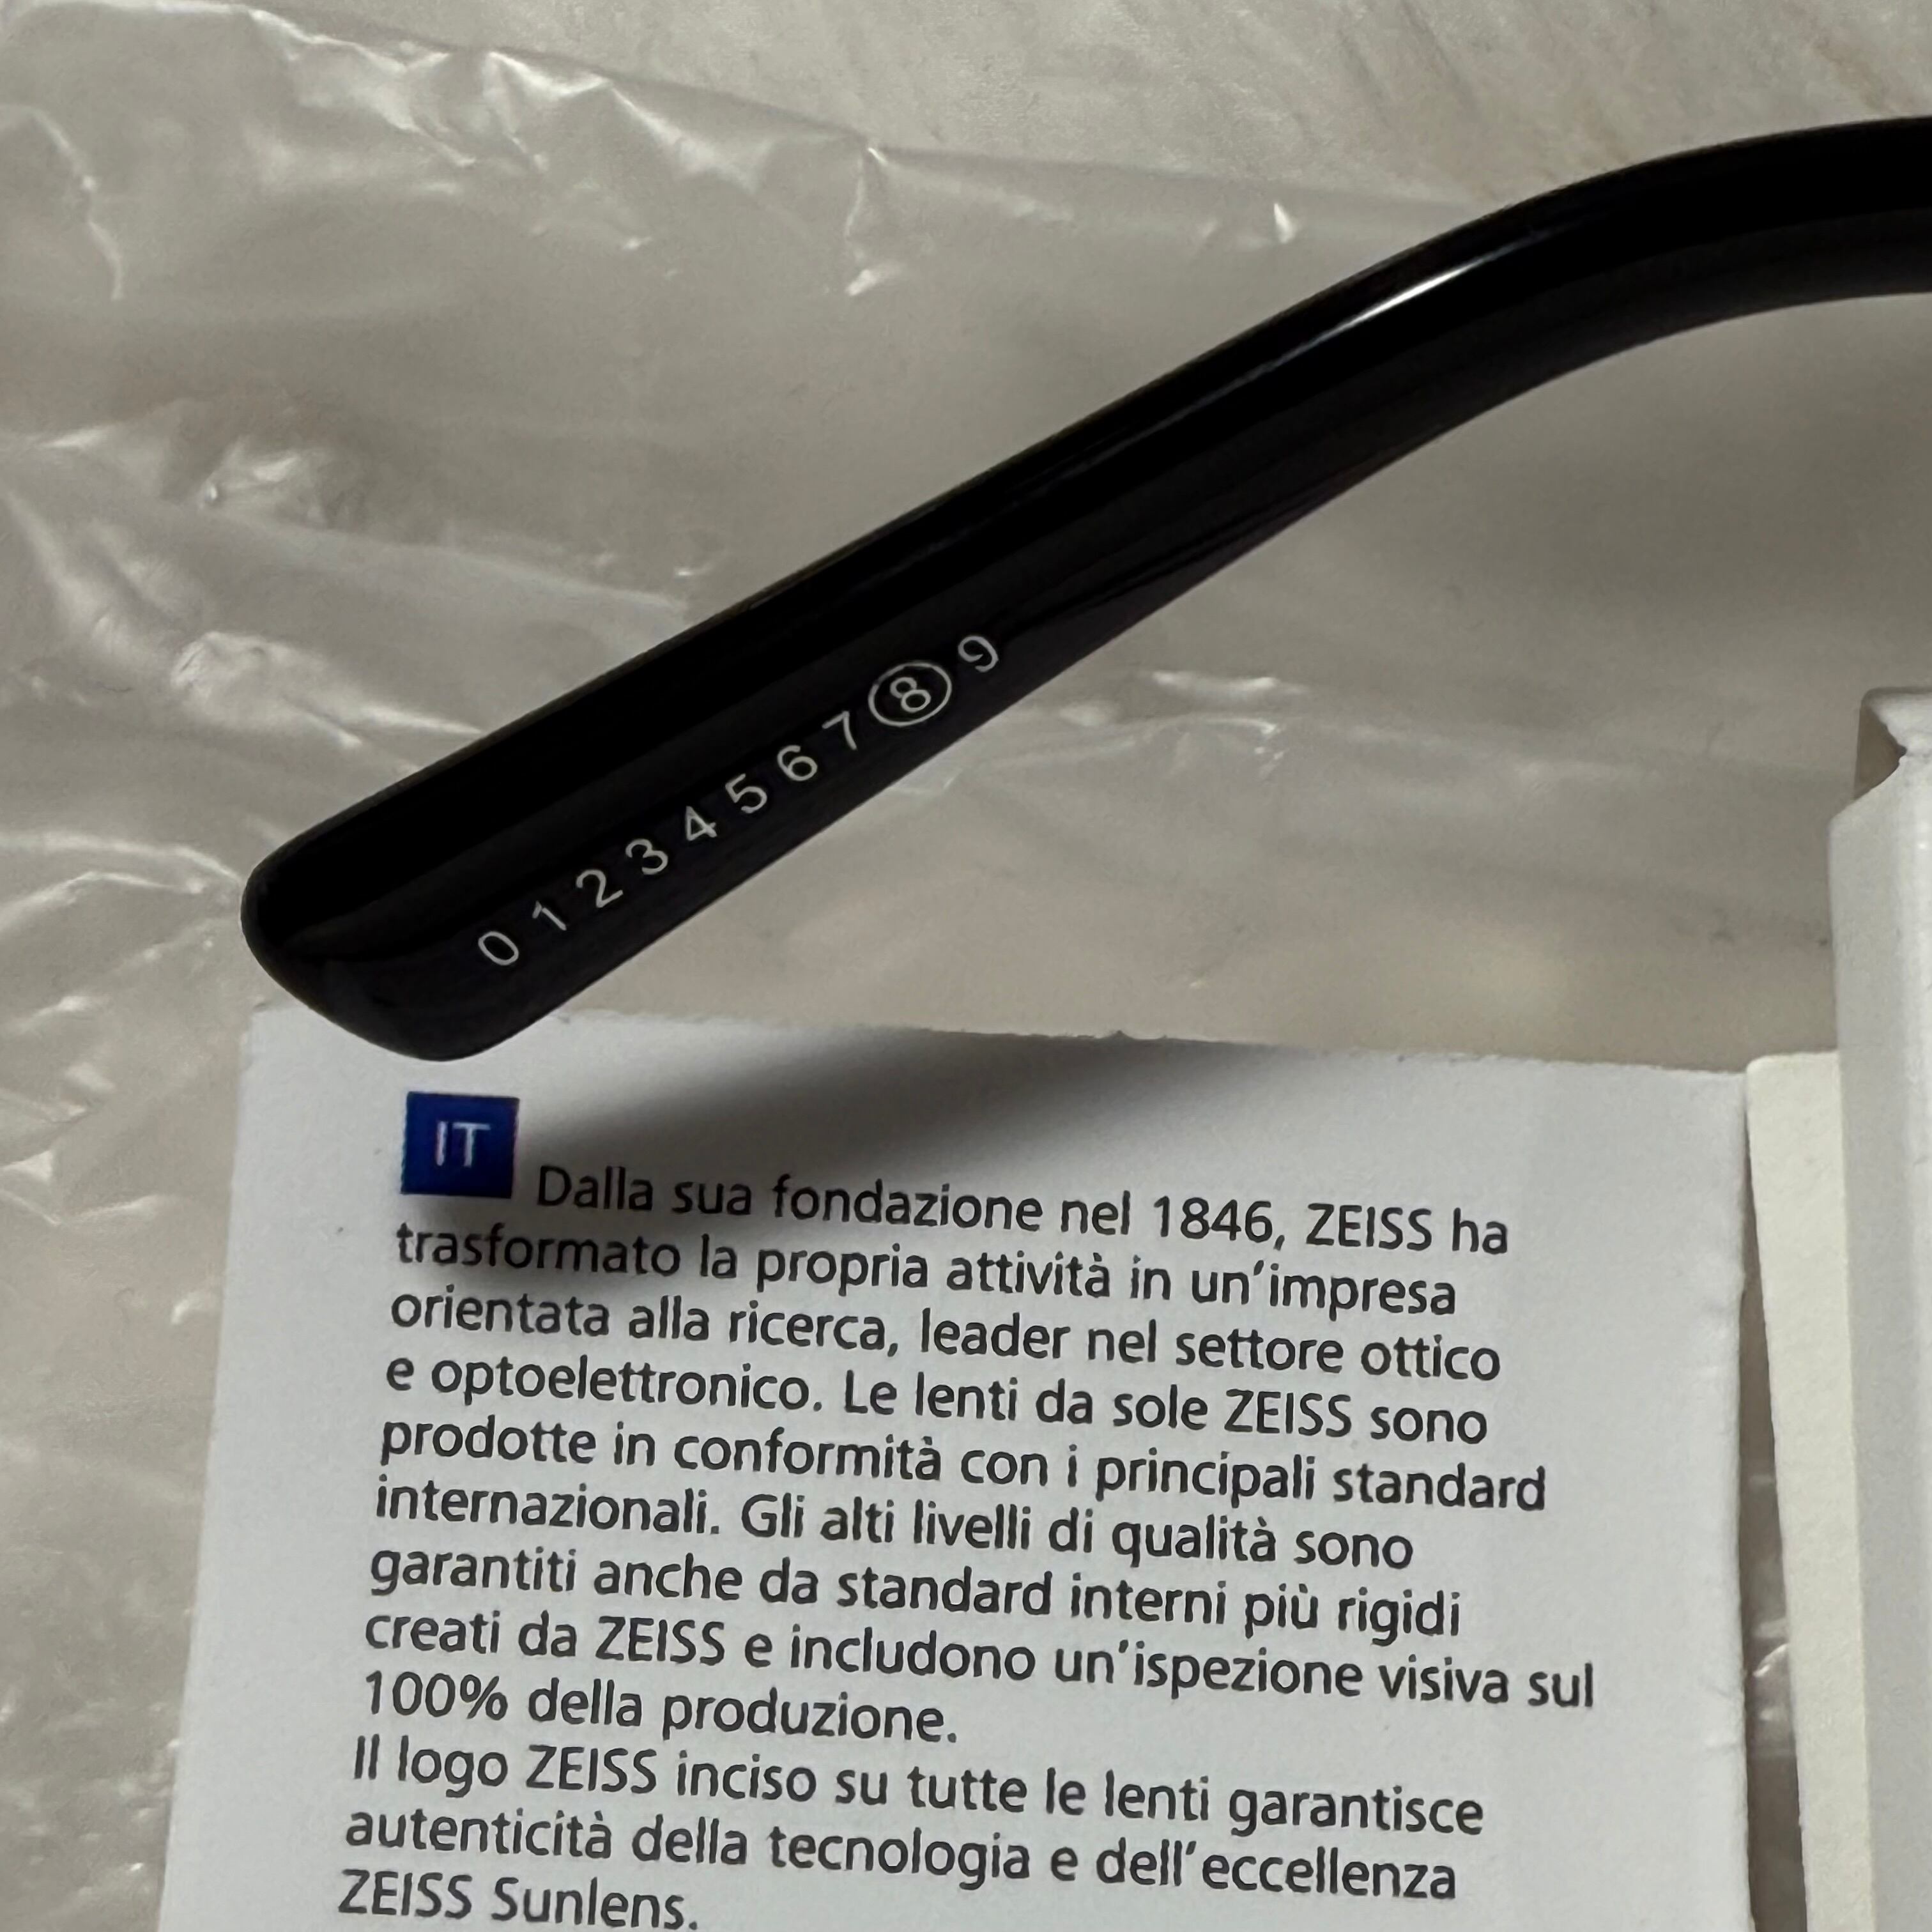 0 1 2 3 4 5 6 7 8 9
IT
Dalla sua fondazione nel 1846, ZEISS ha
trasformato la propria attività in un'impresa
orientata alla ricerca, leader nel settore ottico
e optoelettronico. Le lenti da sole ZEISS sono
prodotte in conformità con i principali standard
internazionali. Gli alti livelli di qualità sono
garantiti anche da standard interni più rigidi
creati da ZEISS e includono un'ispezione visiva sul
100% della produzione.
Il logo ZEISS inciso su tutte le lenti garantisce
autenticità della tecnologia e dell'eccellenza
ZEISS Sunlens.